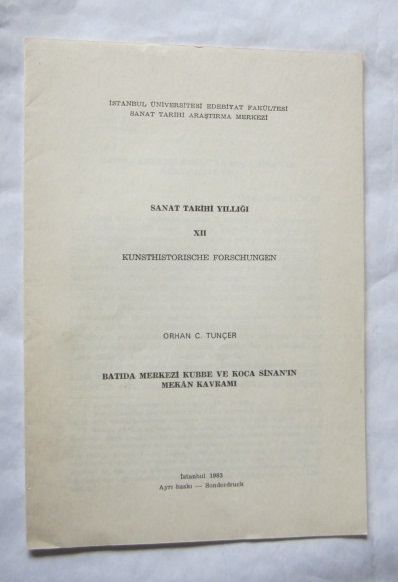 İSTANBUL ÜNİVERSİTESİ EDEBİYAT FAKÜLTESİ
SANAT TARİHİ ARAŞTIRMA MERKEZİ
SANAT TARİHİ YILLIĞI
XII
KUNSTHISTORISCHE FORSCHUNGEN
ORHAN C. TUNÇER
BATIDA MERKEZİ KUBBE VE KOCA SİNAN'IN
MEKÂN KAVRAMI
İstanbul 1983
Ayrı baskı — Sonderdruck